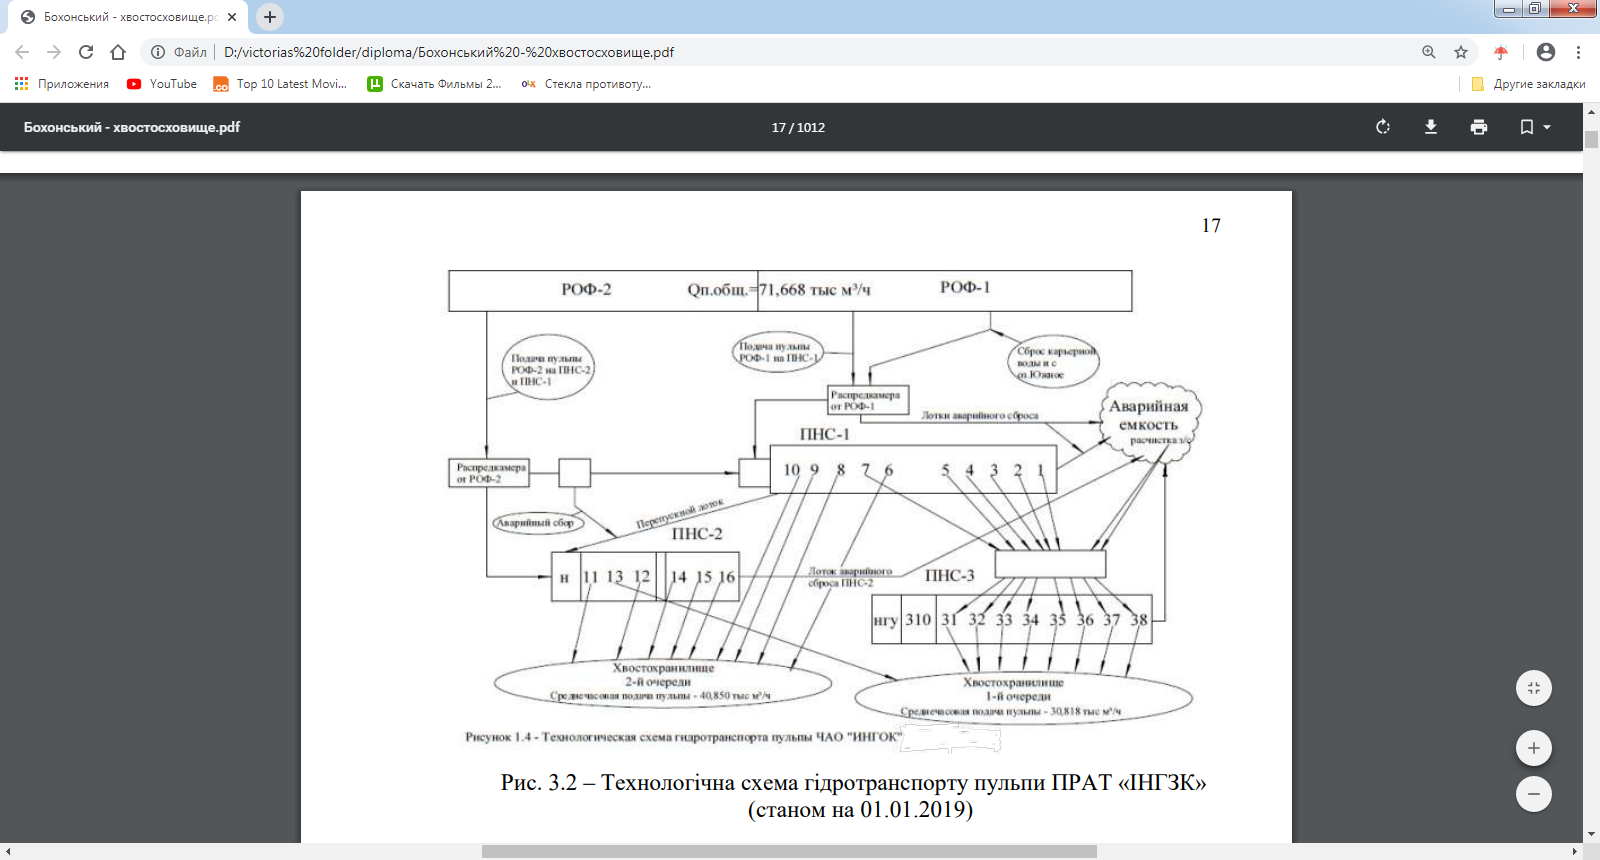 Бохонський - хвостосховище.pd
Файл
D:/victorias%20folder/diploma/Бохонський%20-%20хвостосховище.pdf
Приложения
YouTube
Top 10 Latest Movi...
Скачать Фильмы 2...
Стекла противоту...
Другие закладки
Бохонський - хвостосховище.pdf
17 / 1012
17
РОФ-2
Qп.общ.=71,668 тыс м³/ч
РОФ-1
Подача пульпы
РОФ-2 на ПНС-2
и ПНС-1
Подача пульпы
РОФ-1 на ПНС-1
Сброс карьерной
воды и с
оз.Южное
Распредкамера
от РОФ-1
Лотки аварийного сброса
Аварийная
емкость
расчистка з/с
ПНС-1
10 9 8 7 6 5 4 3 2 1
Распредкамера
от РОФ-2
Аварийный сбор
Перепускной лоток
ПНС-2
н 11 13 12 14 15 16
Лоток аварийного
сброса ПНС-2
ПНС-3
нгу 310 31 32 33 34 35 36 37 38
Хвостохранилище
2-й очереди
Среднечасовая подача пульпы - 40,850 тыс м³/ч
Хвостохранилище
1-й очереди
Среднечасовая подача пульпы - 30,818 тыс м³/ч
Рисунок 1.4 - Технологическая схема гидротранспорта пульпы ЧАО "ИНГОК"
Рис. 3.2 – Технологічна схема гідротранспорту пульпи ПРАТ «ІНГЗК»
(станом на 01.01.2019)